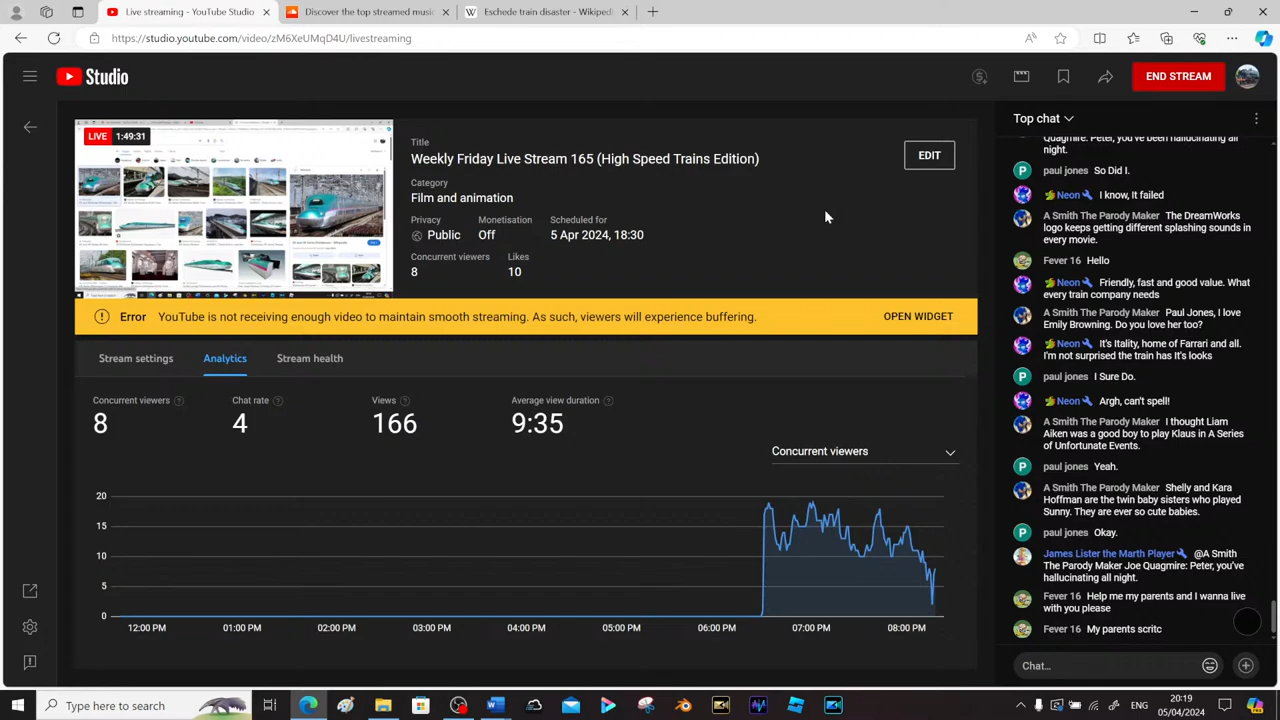 Live streaming - YouTube Studio
Discover the top streamed music
Eschede train disaster - Wikipedi
https://studio.youtube.com/video/zM6XeUMqD4U/livestreaming
Studio
END STREAM
LIVE 1:49:31
Title
Weekly Friday Live Stream 165 (High Speed Trains Edition)
EDIT
Category
Film and animation
Privacy Monetisation Scheduled for
Public Off 5 Apr 2024, 18:30
Concurrent viewers Likes
8 10
Error YouTube is not receiving enough video to maintain smooth streaming. As such, viewers will experience buffering. OPEN WIDGET
Stream settings Analytics Stream health
Concurrent viewers Chat rate Views Average view duration
8 4 166 9:35
Concurrent viewers
20
15
10
5
0
12:00 PM 01:00 PM 02:00 PM 03:00 PM 04:00 PM 05:00 PM 06:00 PM 07:00 PM 08:00 PM
Top chat
Peter, you've been hallucinating all
night.
paul jones So Did I.
Neon I tried that failed
A Smith The Parody Maker The DreamWorks
any more.
Fever 16 Hello
Neon Friendly, fast and good value. What
every train company needs
A Smith The Parody Maker Paul Jones, I love
Emily Browning. Do you love her too?
Neon It's Itality, home of Farrari and all.
I'm not surprised the train has It's looks
paul jones I Sure Do.
Neon Argh, can't spell!
A Smith The Parody Maker I thought Liam
Aiken was a good boy to play Klaus in A Series
of Unfortunate Events.
paul jones Yeah.
A Smith The Parody Maker Shelly and Kara
Hoffman are the twin baby sisters who played
Sunny. They are ever so cute babies.
paul jones Okay.
James Lister the Marth Player @A Smith
The Parody Maker Joe Quagmire: Peter, you've
hallucinating all night.
Fever 16 Help me my parents and I wanna live
with you please
Fever 16 My parents scritc
Chat...
Type here to search
ENG
20:19
05/04/2024